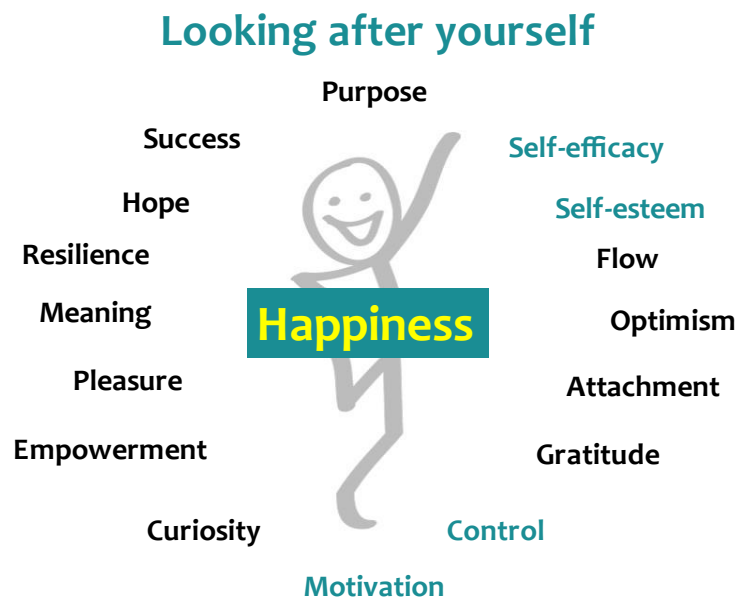 Looking after yourself
Purpose
Success
Self-efficacy
Hope
Self-esteem
Resilience
Flow
Meaning
Happiness
Optimism
Pleasure
Attachment
Empowerment
Gratitude
Curiosity
Control
Motivation